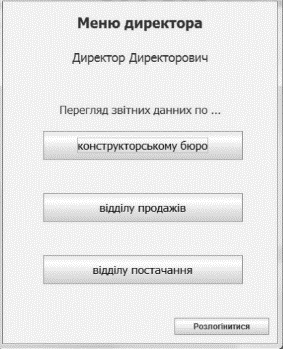 Меню директора
Директор Директорович
Перегляд звітних данних по ...
конструкторському бюро
відділу продажів
відділу постачання
Розлогінитися